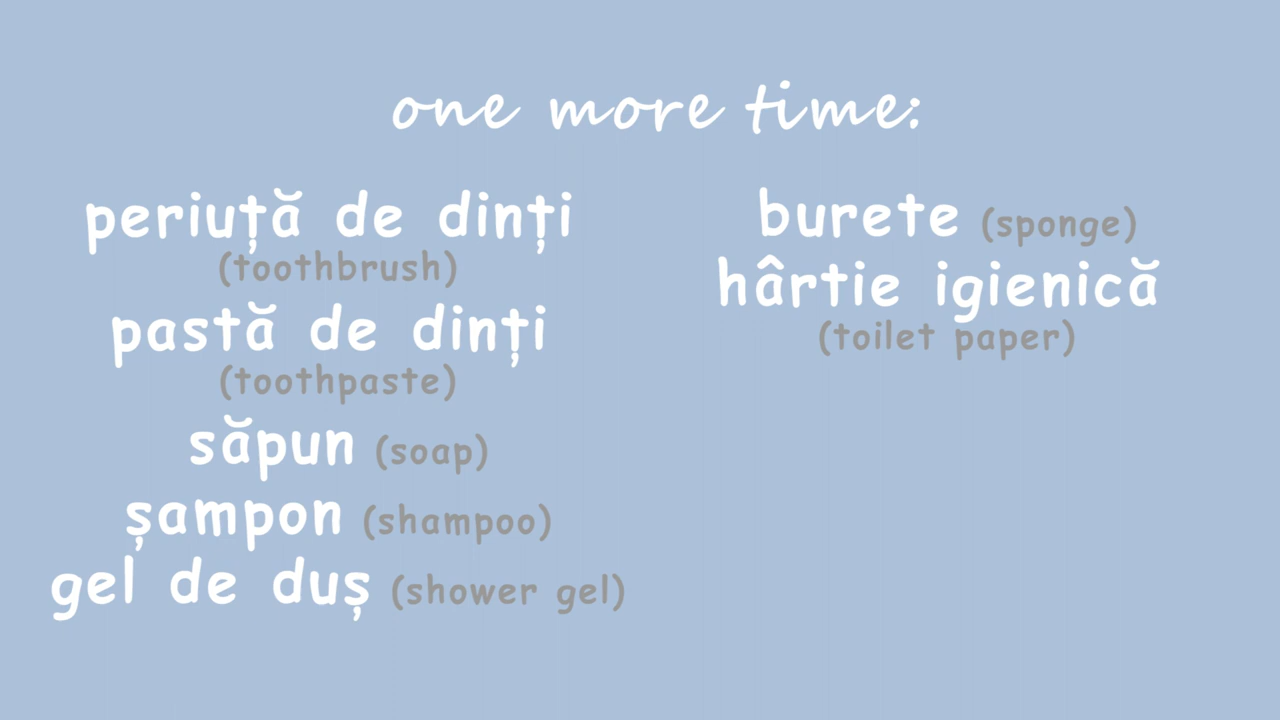 one more time:
periuță de dinți
(toothbrush)
pastă de dinți
(toothpaste)
săpun (soap)
șampon (shampoo)
gel de duș (shower gel)
burete (sponge)
hârtie igienică
(toilet paper)